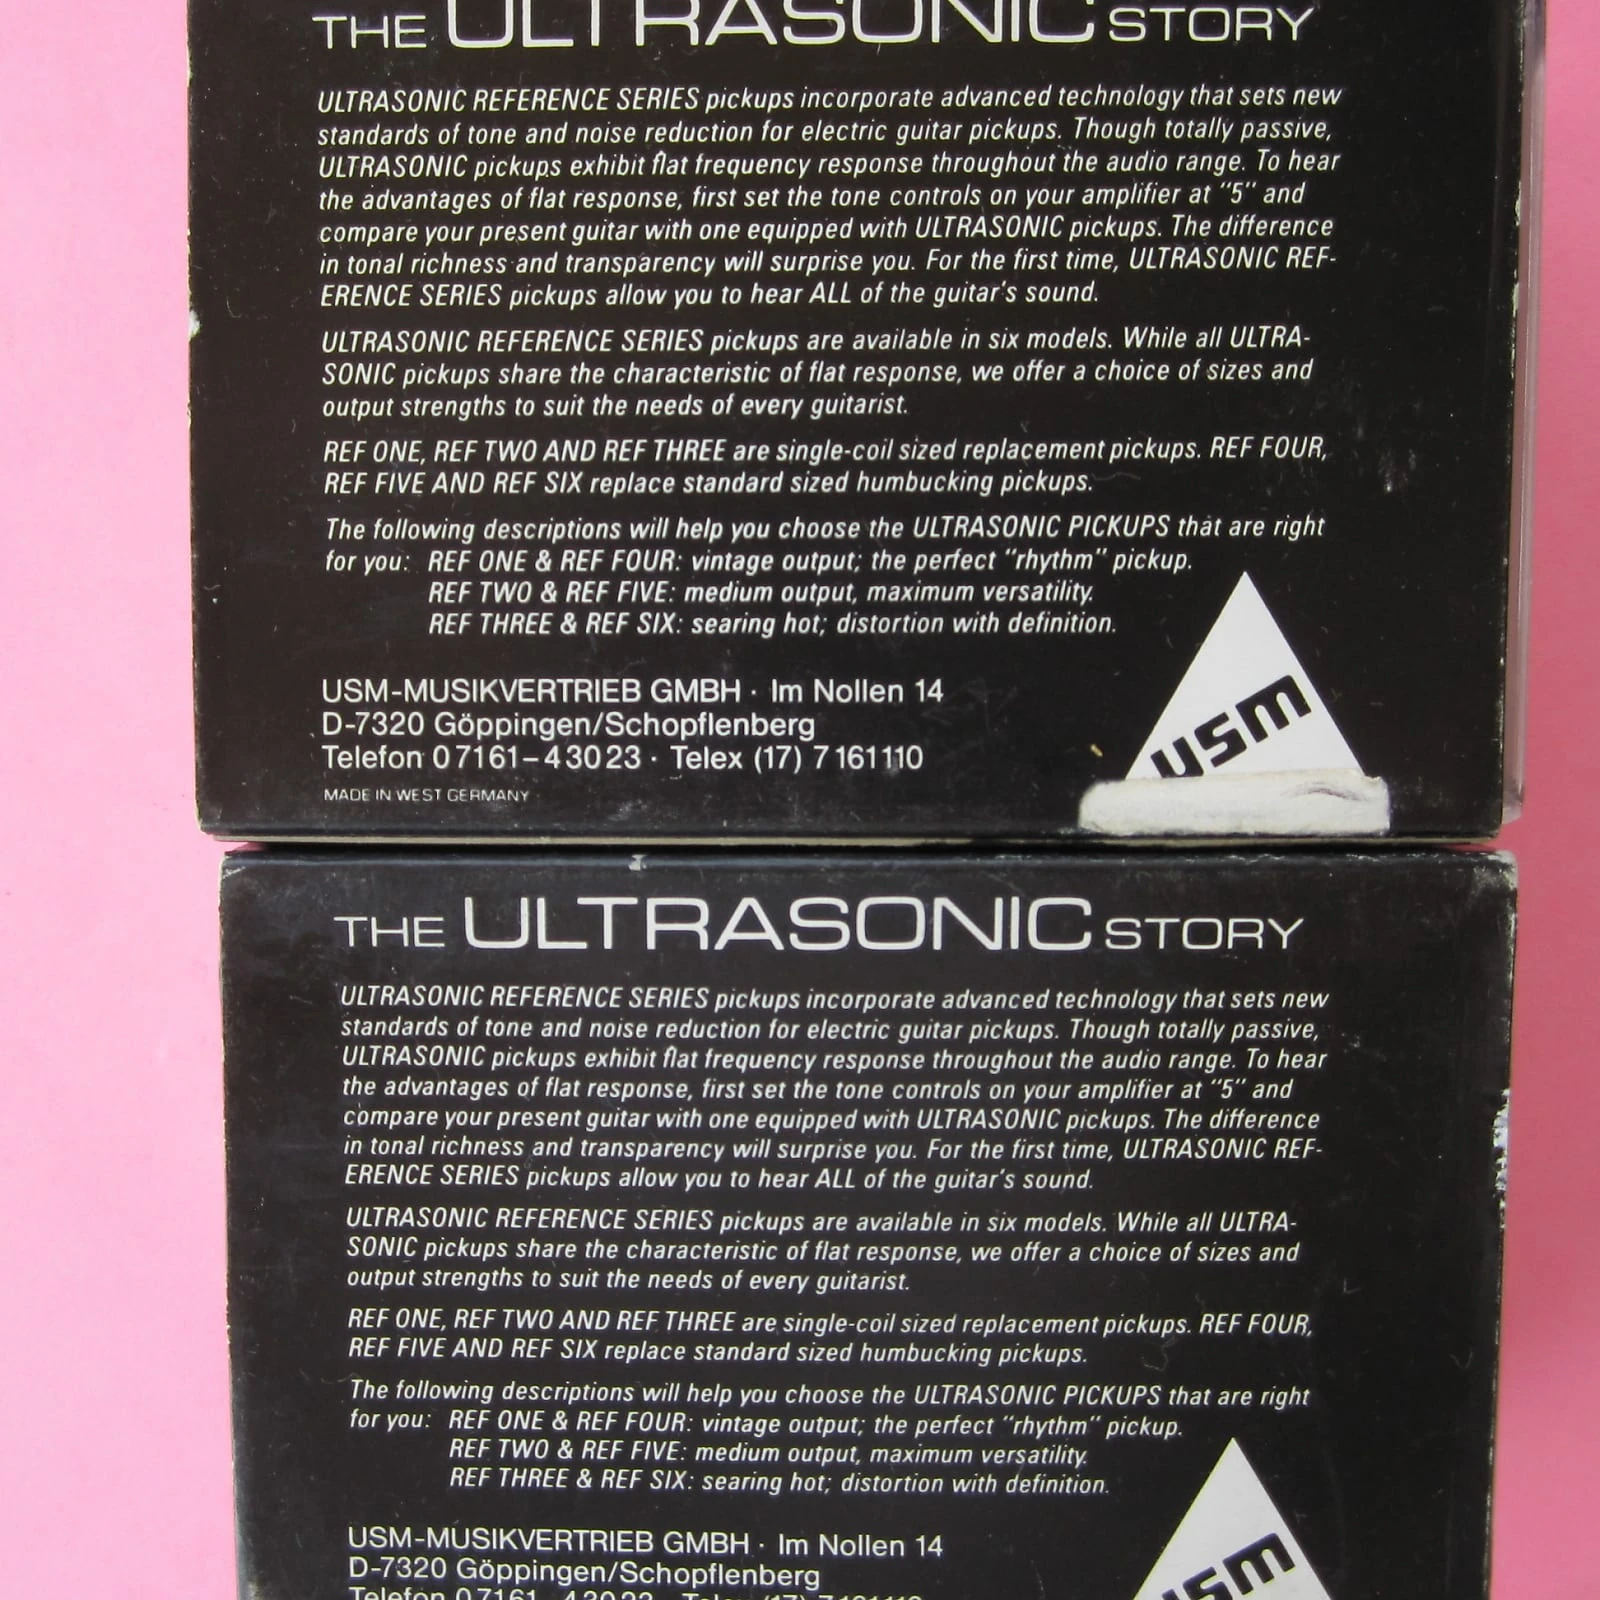 THE ULTRASONIC STORY
ULTRASONIC REFERENCE SERIES pickups incorporate advanced technology that sets new
standards of tone and noise reduction for electric guitar pickups. Though totally passive,
ULTRASONIC pickups exhibit flat frequency response throughout the audio range. To hear
the advantages of flat response, first set the tone controls on your amplifier at "5" and
compare your present guitar with one equipped with ULTRASONIC pickups. The difference
in tonal richness and transparency will surprise you. For the first time, ULTRASONIC REF-
ERENCE SERIES pickups allow you to hear ALL of the guitar's sound.
ULTRASONIC REFERENCE SERIES pickups are available in six models. While all ULTRA-
SONIC pickups share the characteristic of flat response, we offer a choice of sizes and
output strengths to suit the needs of every guitarist.
REF ONE, REF TWO AND REF THREE are single-coil sized replacement pickups. REF FOUR,
REF FIVE AND REF SIX replace standard sized humbucking pickups.
The following descriptions will help you choose the ULTRASONIC PICKUPS that are right
for you: REF ONE & REF FOUR: vintage output; the perfect "rhythm" pickup.
REF TWO & REF FIVE: medium output, maximum versatility.
REF THREE & REF SIX: searing hot; distortion with definition.
USM-MUSIKVERTRIEB GMBH · Im Nollen 14
D-7320 Göppingen/Schopflenberg
Telefon 07161-43023 · Telex (17) 7161110
MADE IN WEST GERMANY
usm
THE ULTRASONIC STORY
ULTRASONIC REFERENCE SERIES pickups incorporate advanced technology that sets new
standards of tone and noise reduction for electric guitar pickups. Though totally passive,
ULTRASONIC pickups exhibit flat frequency response throughout the audio range. To hear
the advantages of flat response, first set the tone controls on your amplifier at "5" and
compare your present guitar with one equipped with ULTRASONIC pickups. The difference
in tonal richness and transparency will surprise you. For the first time, ULTRASONIC REF-
ERENCE SERIES pickups allow you to hear ALL of the guitar's sound.
ULTRASONIC REFERENCE SERIES pickups are available in six models. While all ULTRA-
SONIC pickups share the characteristic of flat response, we offer a choice of sizes and
output strengths to suit the needs of every guitarist.
REF ONE, REF TWO AND REF THREE are single-coil sized replacement pickups. REF FOUR,
REF FIVE AND REF SIX replace standard sized humbucking pickups.
The following descriptions will help you choose the ULTRASONIC PICKUPS that are right
for you: REF ONE & REF FOUR: vintage output; the perfect "rhythm" pickup.
REF TWO & REF FIVE: medium output, maximum versatility.
REF THREE & REF SIX: searing hot; distortion with definition.
USM-MUSIKVERTRIEB GMBH · Im Nollen 14
D-7320 Göppingen/Schopflenberg
Telefon 07161-43023 · Telex (17) 7161110
usm